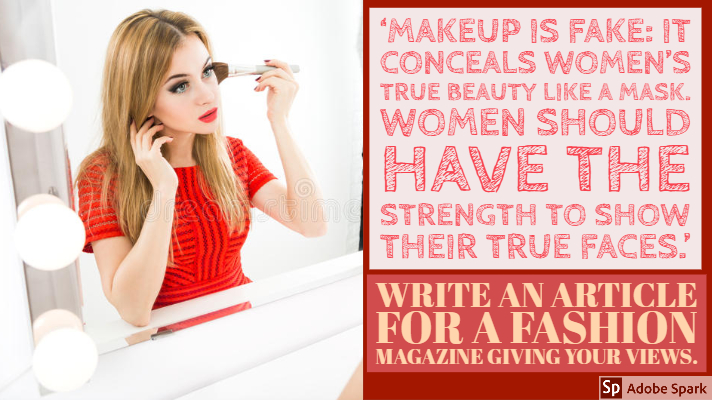 ‘MAKEUP IS FAKE: IT
CONCEALS WOMEN'S
TRUE BEAUTY LIKE A MASK.
WOMEN SHOULD
HAVE THE
STRENGTH TO SHOW
THEIR TRUE FACES.’
WRITE AN ARTICLE
FOR A FASHION
MAGAZINE GIVING YOUR VIEWS.
dreamstime
Sp Adobe Spark